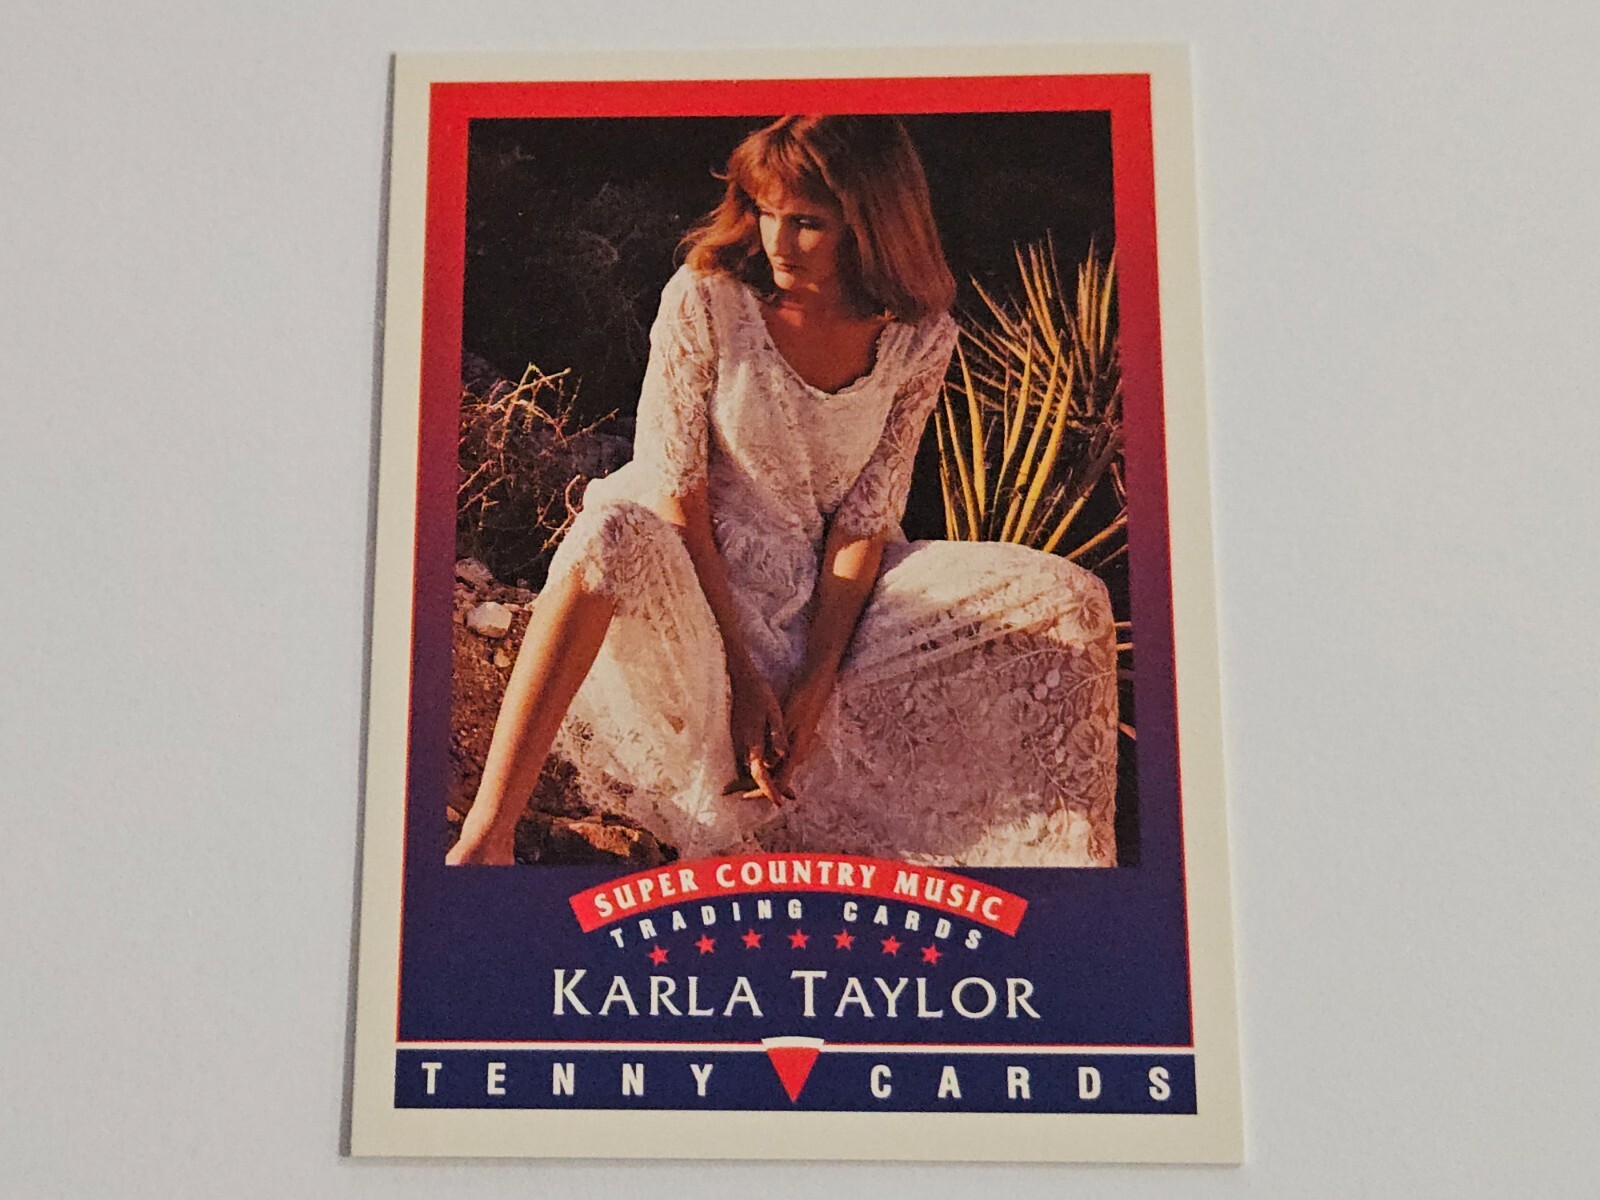 SUPER COUNTRY MUSIC
TRADING CARDS
KARLA TAYLOR
TENNY CARDS